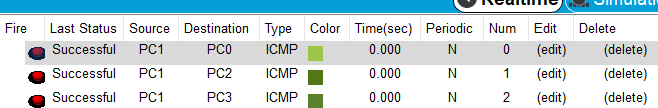 Realtime Simulation
Fire Last Status Source Destination Type Color Time(sec) Periodic Num Edit Delete
Successful PC1 PC0 ICMP 0.000 N 0 (edit) (delete)
Successful PC1 PC2 ICMP 0.000 N 1 (edit) (delete)
Successful PC1 PC3 ICMP 0.000 N 2 (edit) (delete)